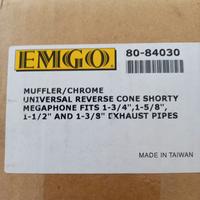 EMGO. 80-84030
MUFFLER/CHROME
UNIVERSAL REVERSE CONE SHORTY
MEGAPHONE FITS 1-3/4",1-5/8",
1-1/2" AND 1-3/8" EXHAUST PIPES
MADE IN TAIWAN